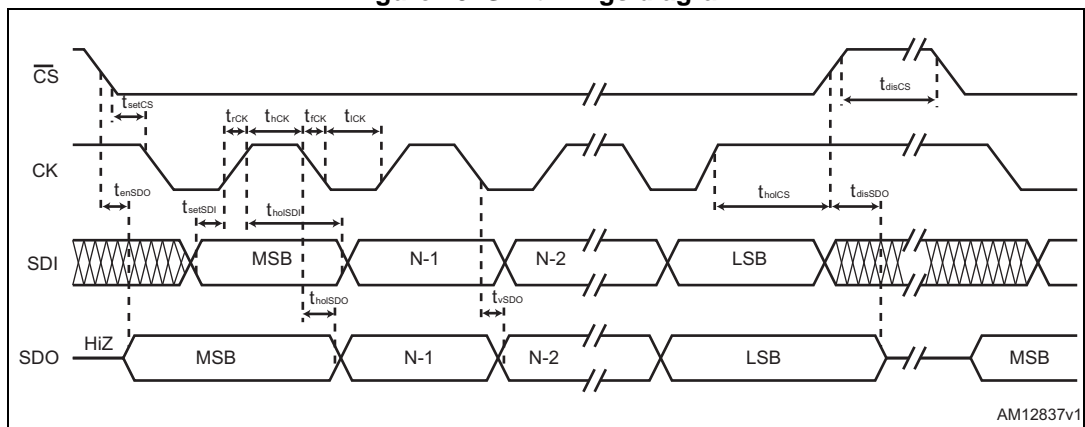 CS
tsetCS
tdisCS
trCK
thCK
tfCK
tlCK
CK
tenSDO
tsetSDI
tholSDI
tholCS
tdisSDO
SDI
MSB
N-1
N-2
LSB
tholSDO
tvSDO
SDO
HiZ
MSB
N-1
N-2
LSB
MSB
AM12837v1